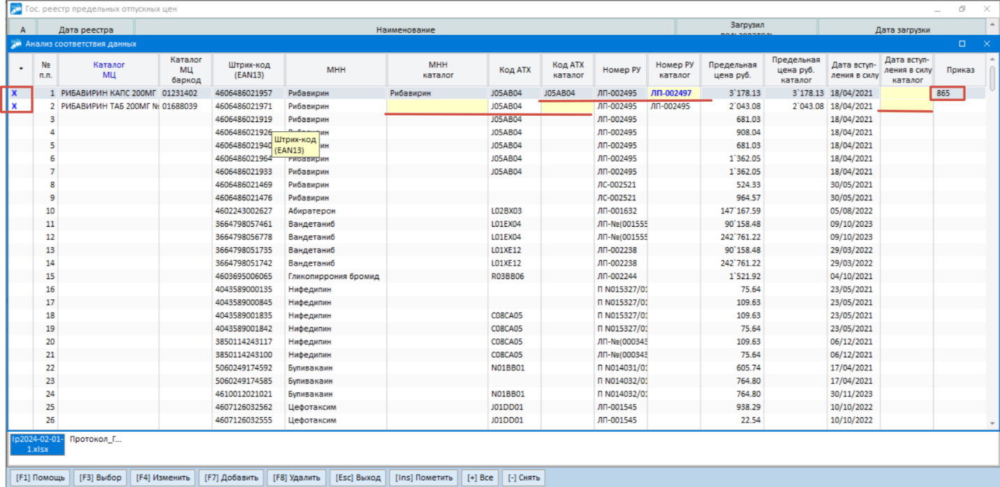 Гос. реестр предельных отпускных цен
А Дата реестра Наименование Загрузил пользователь Дата загрузки
Анализ соответствия данных
• № п.п. Каталог МЦ Каталог МЦ баркод Штрих-код (EAN13) МНН МНН каталог Код АТХ Код АТХ каталог Номер РУ Номер РУ каталог Предельная цена руб. Предельная цена руб. каталог Дата вступ-ления в силу Дата вступ-ления в силу каталог Приказ
X 1 РИБАВИРИН КАПС 200МГ 01231402 4606486021957 Рибавирин Рибавирин J05AB04 J05AB04 ЛП-002495 ЛП-002497 3`178.13 3`178.13 18/04/2021 865
X 2 РИБАВИРИН ТАБ 200МГ № 01688039 4606486021971 Рибавирин J05AB04 ЛП-002495 ЛП-002495 2`043.08 2`043.08 18/04/2021
3 4606486021919 Рибавирин J05AB04 ЛП-002495 681.03 18/04/2021
4 4606486021926 Рибавирин J05AB04 ЛП-002495 908.04 18/04/2021
Штрих-код
(EAN13)
5 4606486021940 ин J05AB04 ЛП-002495 681.03 18/04/2021
6 4606486021964 Рибавирин J05AB04 ЛП-002495 1`362.05 18/04/2021
7 4606486021933 Рибавирин J05AB04 ЛП-002495 1`362.05 18/04/2021
8 4606486021469 Рибавирин ЛС-002521 524.33 30/05/2021
9 4606486021476 Рибавирин ЛС-002521 964.57 30/05/2021
10 4602243002627 Абиратерон L02BX03 ЛП-001632 147`167.59 05/08/2022
11 3664798057461 Вандетаниб L01EX04 ЛП-№(001555 90`158.48 09/10/2023
12 3664798056778 Вандетаниб L01EX04 ЛП-№(001555 242`761.22 09/10/2023
13 3664798051735 Вандетаниб L01XE12 ЛП-002238 90`158.48 29/03/2022
14 3664798051742 Вандетаниб L01XE12 ЛП-002238 242`761.22 29/03/2022
15 4603695006065 Гликопиррония бромид R03BB06 ЛП-002244 1`521.92 04/10/2021
16 4043589000135 Нифедипин П N015327/01 75.64 23/05/2021
17 4043589000845 Нифедипин П N015327/01 109.63 23/05/2021
18 4043589001835 Нифедипин C08CA05 П N015327/01 109.63 23/05/2021
19 4043589001842 Нифедипин C08CA05 П N015327/01 75.64 23/05/2021
20 3850114243117 Нифедипин C08CA05 ЛП-№(000343 109.63 06/12/2021
21 3850114243100 Нифедипин C08CA05 ЛП-№(000343 75.64 06/12/2021
22 5060249174592 Бупивакаин N01BB01 П N014031/01 605.74 17/04/2021
23 5060249174585 Бупивакаин П N014032/01 764.80 17/04/2021
24 4610012021021 Бупивакаин N01BB01 П N014032/01 764.80 30/11/2023
25 4607126032562 Цефотаксим J01DD01 ЛП-001545 938.29 10/10/2022
26 4607126032555 Цефотаксим J01DD01 ЛП-001545 22.54 10/10/2022
lp2024-02-01-1.xlsx Протокол_Г...
[F1] Помощь [F3] Выбор [F4] Изменить [F7] Добавить [F8] Удалить [Esc] Выход [Ins] Пометить [+] Все [-] Снять